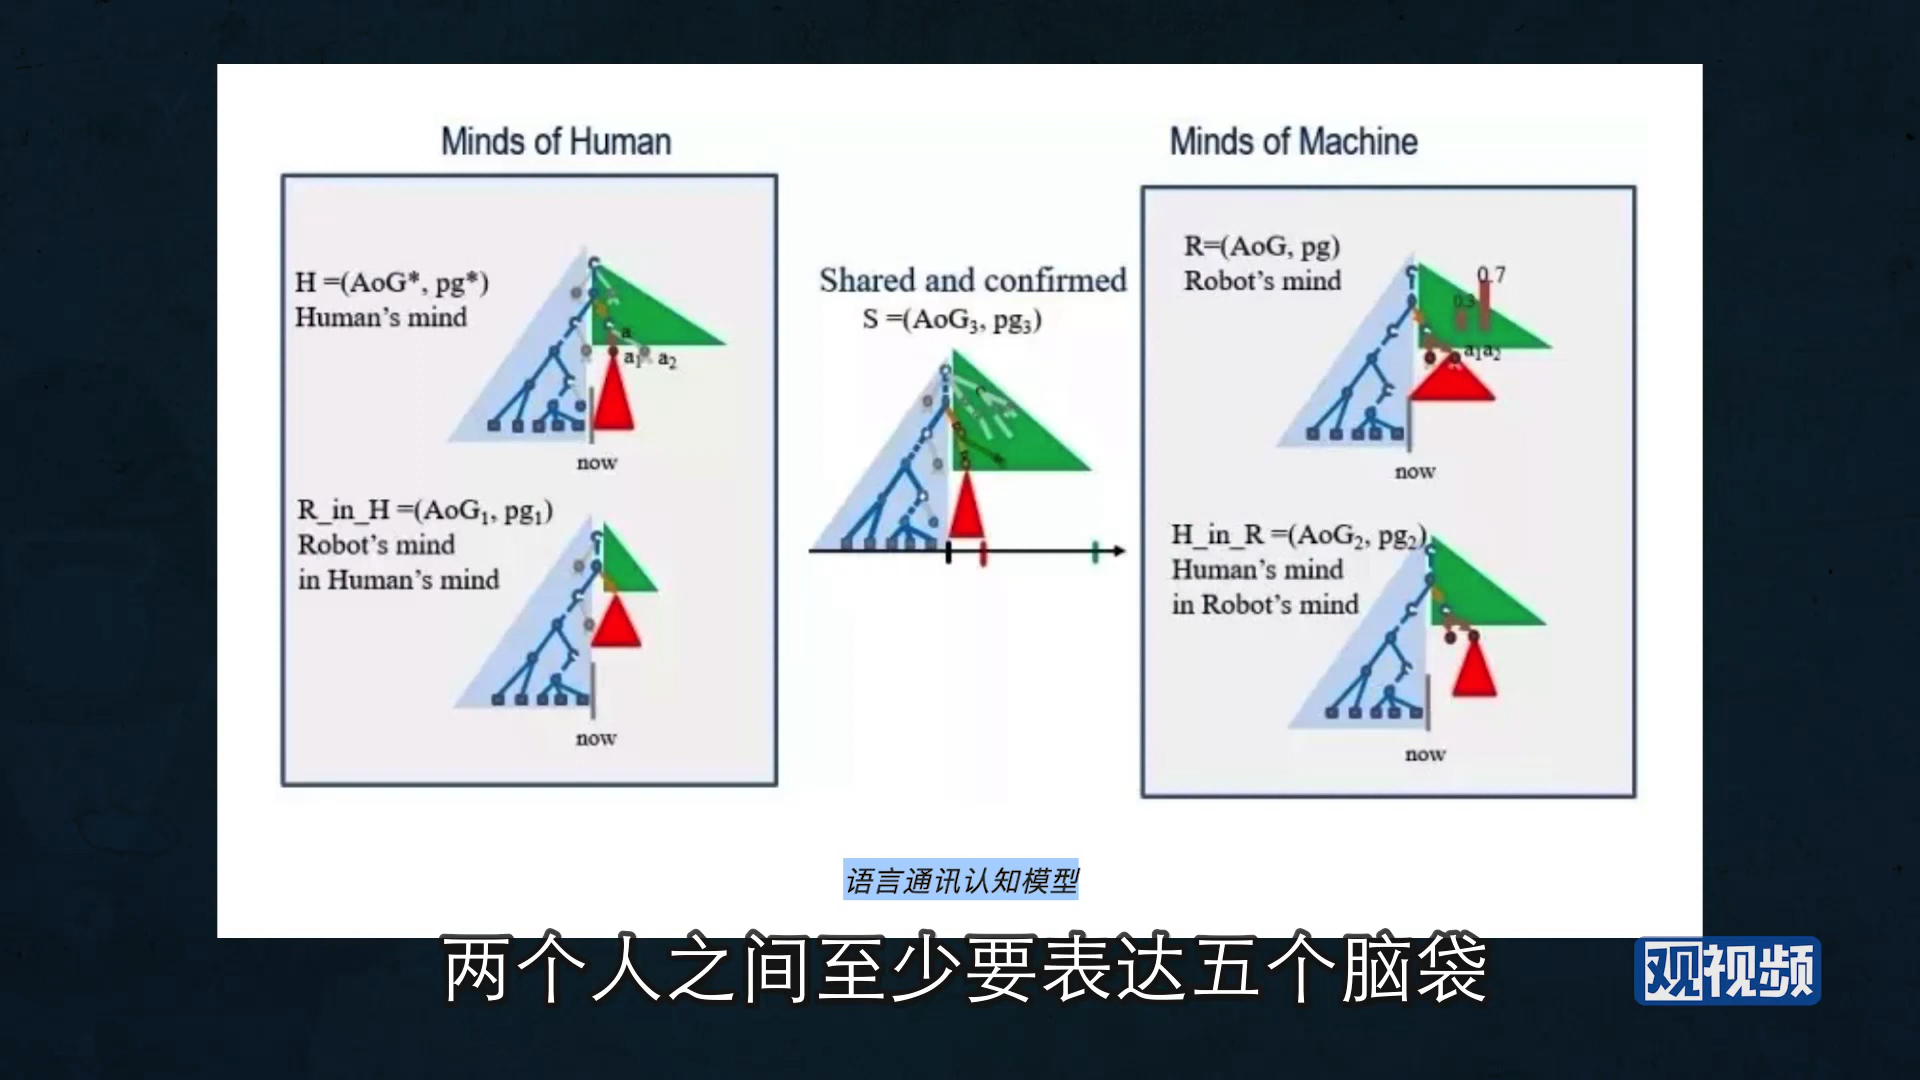 Minds of Human
H =(AoG*, pg*)
Human's mind
a
a₁ a₂
now
R_in_H =(AoG₁, pg₁)
Robot's mind
in Human's mind
now
Shared and confirmed
S =(AoG₃, pg₃)
Minds of Machine
R=(AoG, pg)
Robot's mind
0.7
0.3
a₁a₂
now
H_in_R =(AoG₂, pg₂)
Human's mind
in Robot's mind
now
语言通讯认知模型
两个人之间至少要表达五个脑袋
观视频